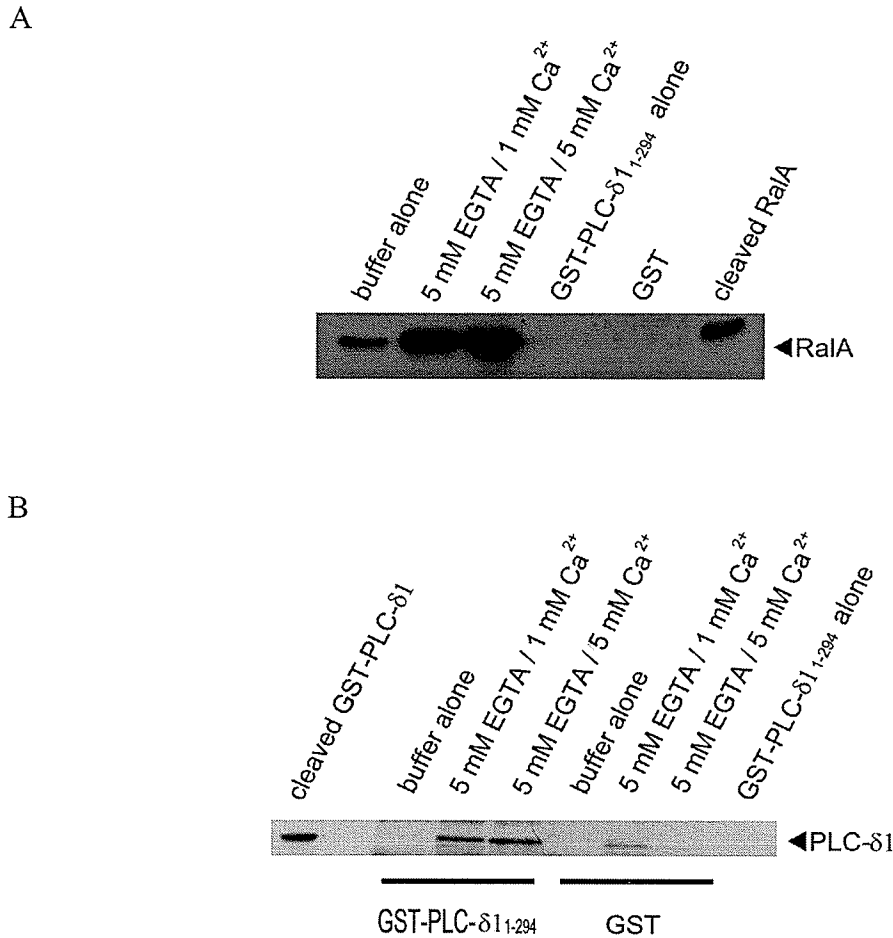 A
buffer alone
5 mM EGTA / 1 mM Ca²⁺
5 mM EGTA / 5 mM Ca²⁺
GST-PLC-δ1₁₋₂₉₄ alone
GST
cleaved RalA
◄RalA
B
cleaved GST-PLC-δ1
buffer alone
5 mM EGTA / 1 mM Ca²⁺
5 mM EGTA / 5 mM Ca²⁺
buffer alone
5 mM EGTA / 1 mM Ca²⁺
5 mM EGTA / 5 mM Ca²⁺
GST-PLC-δ1₁₋₂₉₄ alone
◄PLC-δ1
GST-PLC-δ1₁₋₂₉₄
GST